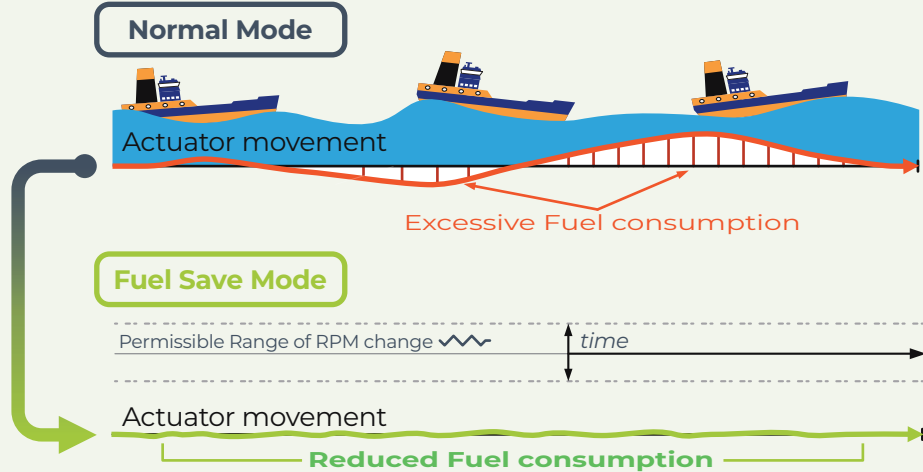 Normal Mode
Actuator movement
Excessive Fuel consumption
Fuel Save Mode
Permissible Range of RPM change
time
Actuator movement
Reduced Fuel consumption